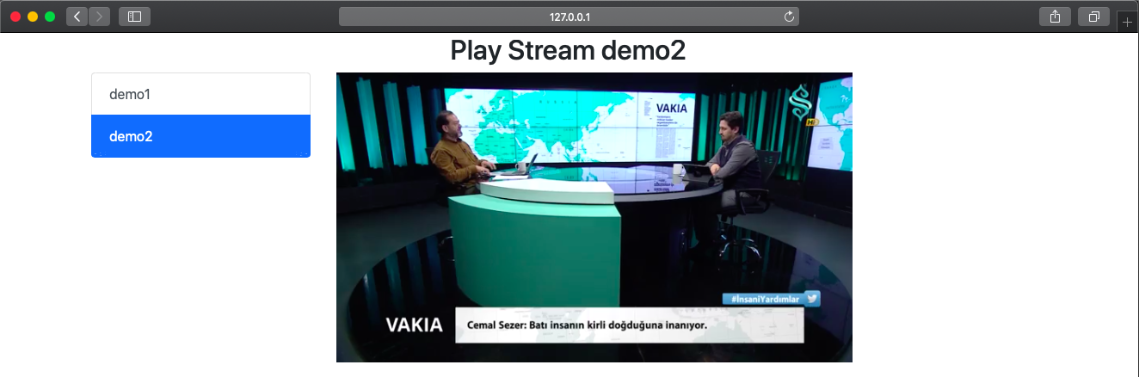 127.0.0.1
Play Stream demo2
demo1
demo2
VAKIA
HD
#İnsaniYardımlar
VAKIA
Cemal Sezer: Batı insanın kirli doğduğuna inanıyor.